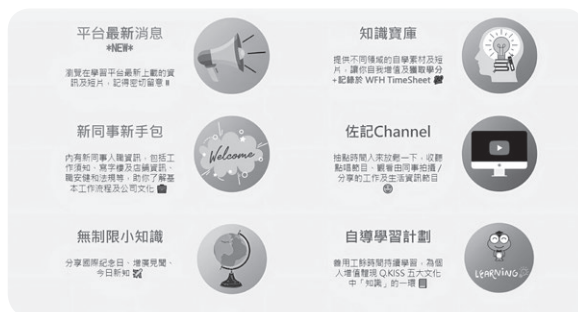 平台最新消息
*NEW*
瀏覽在學習平台最新上載的資
訊及短片，記得密切留意
知識寶庫
提供不同領域的自學素材及短
片，讓你自我增值及獲取學分
+記錄於 WFH TimeSheet
新同事新手包
內有新同事入職資訊，包括工
作須知、寫字樓及店舖資訊、
職安健和法規等，助你了解基
本工作流程及公司文化
Welcome
佐記Channel
抽點時間入來放鬆一下，收聽
點唱節目、觀看由同事拍攝/
分享的工作及生活資訊節目
無制限小知識
分享國際紀念日、增廣見聞、
今日新知
自導學習計劃
善用工餘時間持續學習，為個
人增值體現 Q.KISS 五大文化
中「知識」的一環
LEARNING